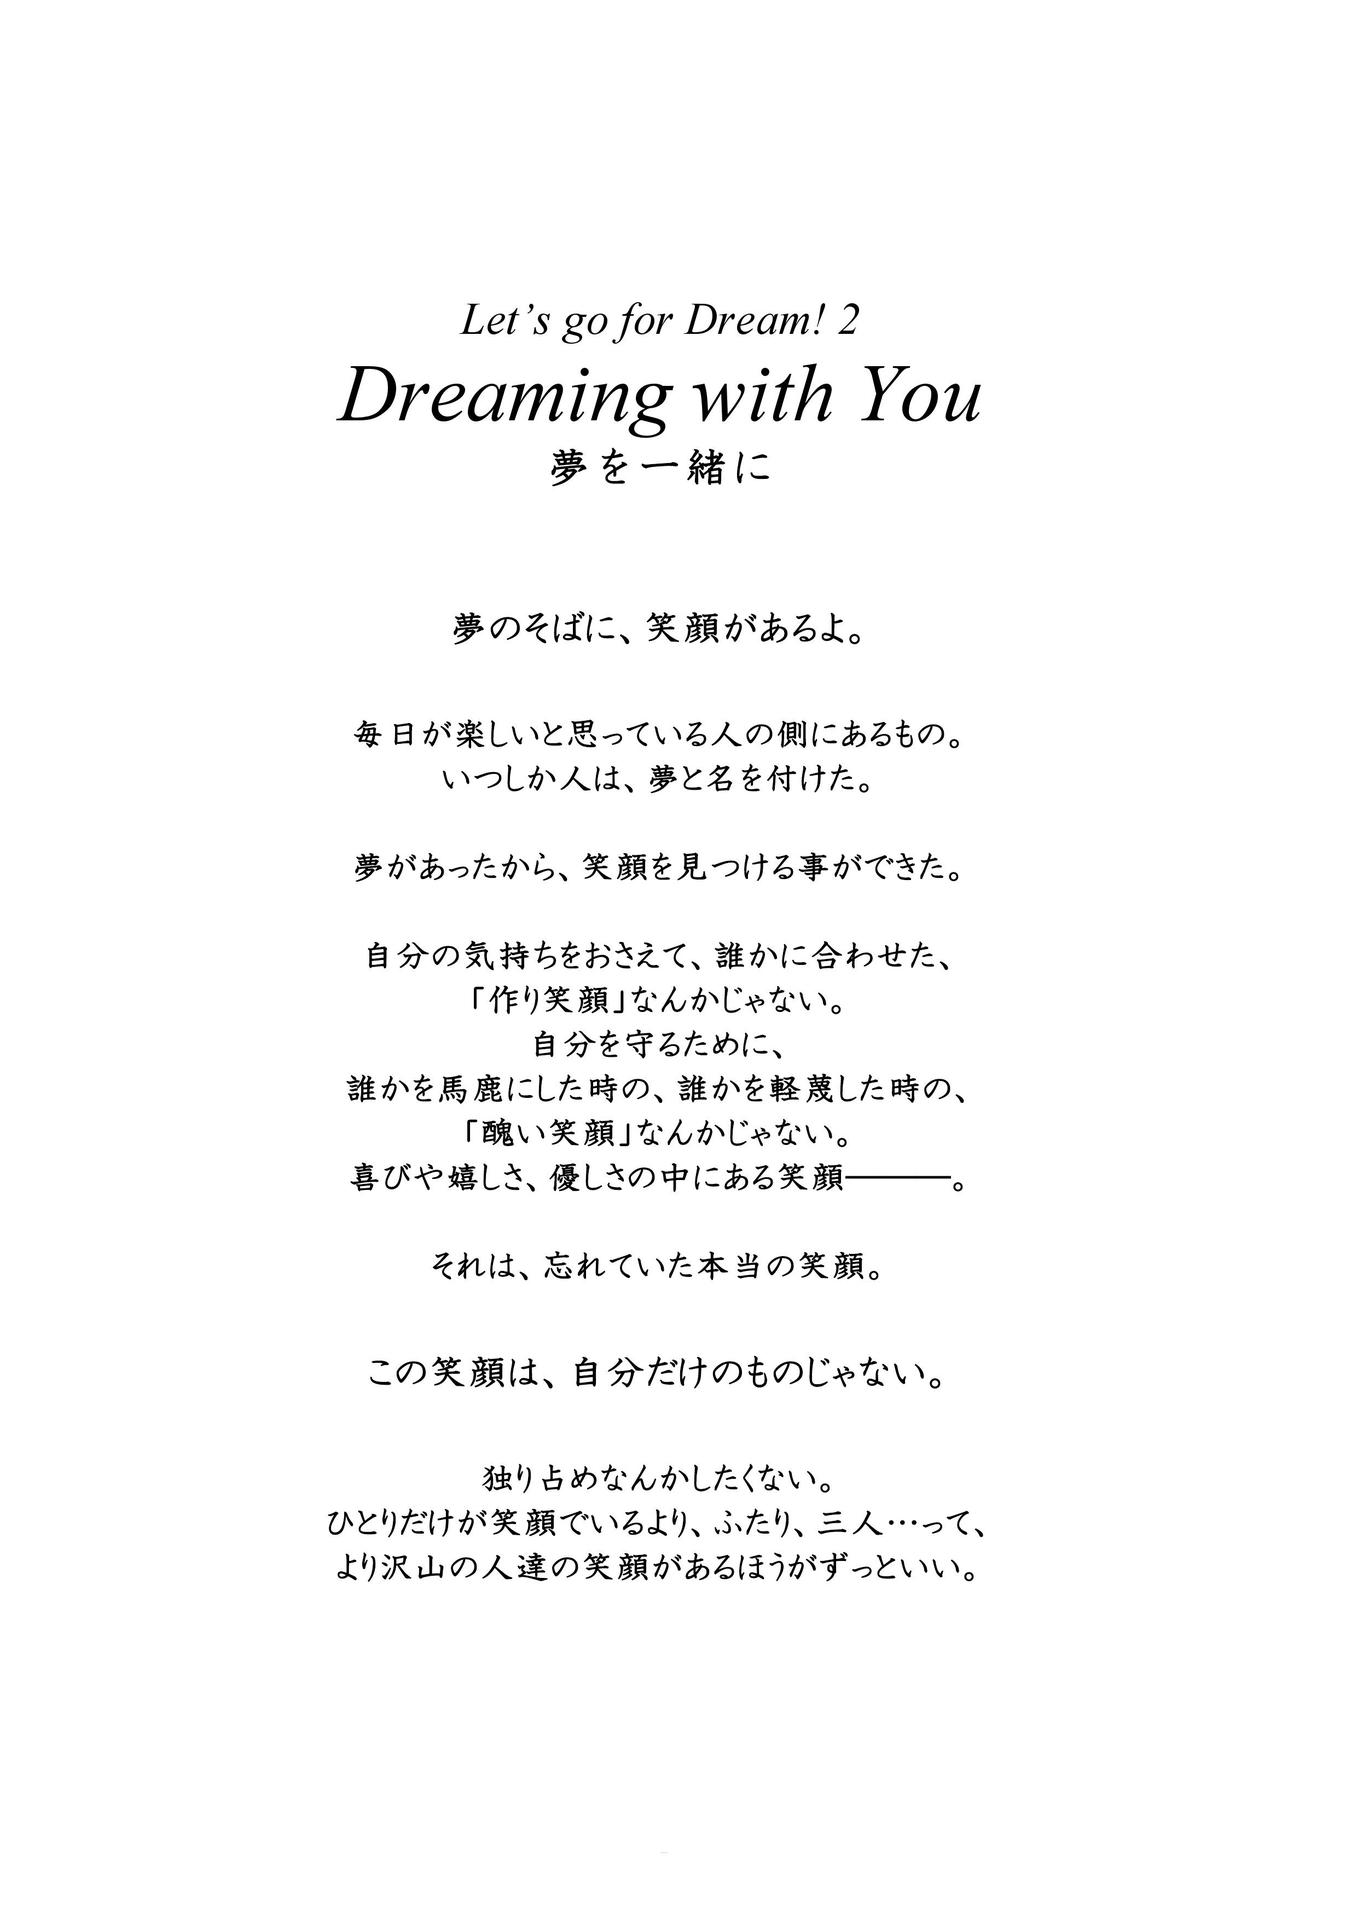 Let’s go for Dream! 2
Dreaming with You
夢を一緒に
夢のそばに、笑顔があるよ。
毎日が楽しいと思っている人の側にあるもの。
いつしか人は、夢と名を付けた。
夢があったから、笑顔を見つける事ができた。
自分の気持ちをおさえて、誰かに合わせた、
「作り笑顔」なんかじゃない。
自分を守るために、
誰かを馬鹿にした時の、誰かを軽蔑した時の、
「醜い笑顔」なんかじゃない。
喜びや嬉しさ、優しさの中にある笑顔―――。
それは、忘れていた本当の笑顔。
この笑顔は、自分だけのものじゃない。
独り占めなんかしたくない。
ひとりだけが笑顔でいるより、ふたり、三人…って、
より沢山の人達の笑顔があるほうがずっといい。